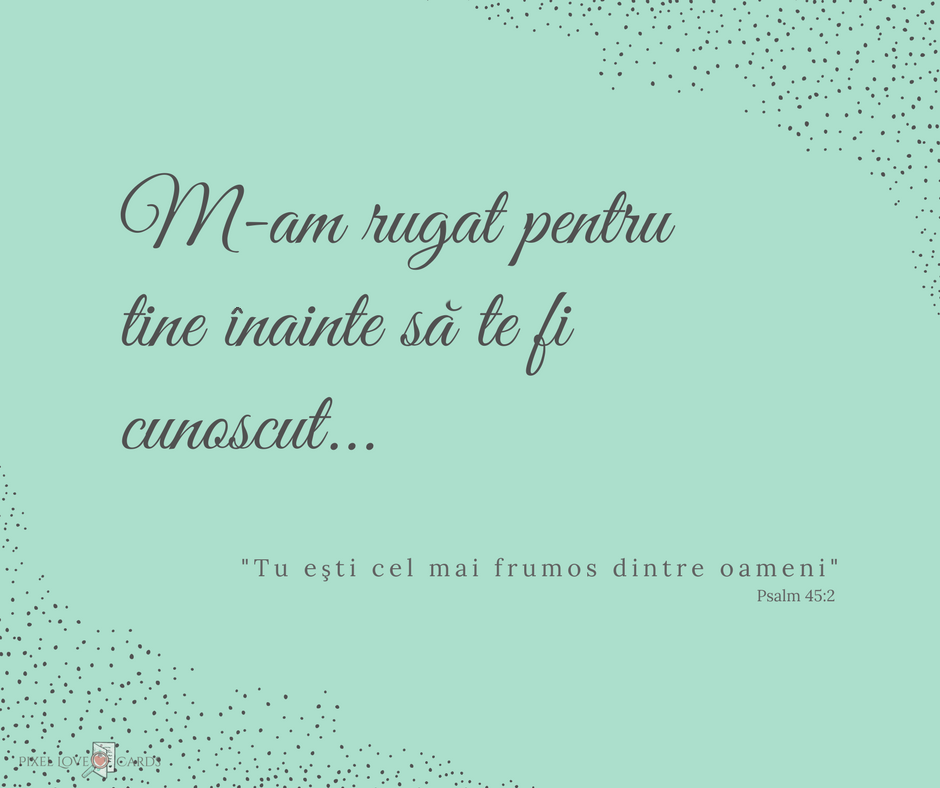 M-am rugat pentru
tine înainte să te fi
cunoscut...
"Tu eşti cel mai frumos dintre oameni"
Psalm 45:2
PIXEL LOVE OF CARDS